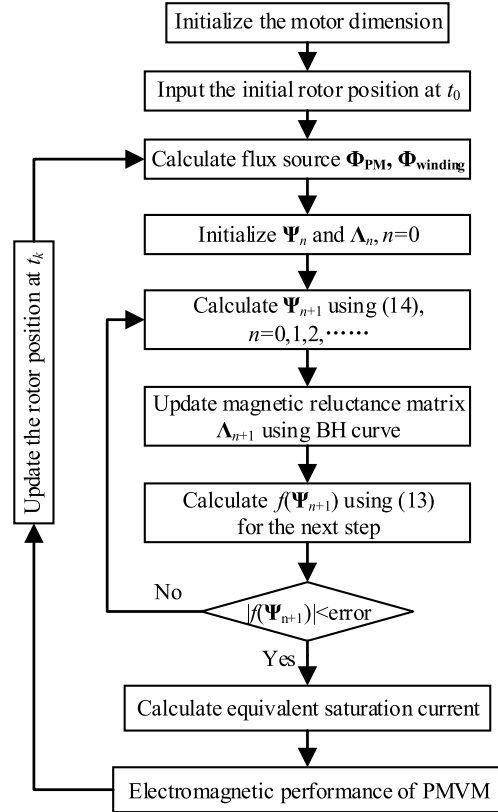 Initialize the motor dimension
Input the initial rotor position at t₀
Calculate flux source Φ_PM, Φ_winding
Initialize Ψₙ and Λₙ, n=0
Calculate Ψₙ₊₁ using (14),
n=0,1,2,······
Update magnetic reluctance matrix
Λₙ₊₁ using BH curve
Calculate f(Ψₙ₊₁) using (13)
for the next step
No
|f(Ψₙ₊₁)|<error
Yes
Calculate equivalent saturation current
Electromagnetic performance of PMVM
Update the rotor position at tₖ